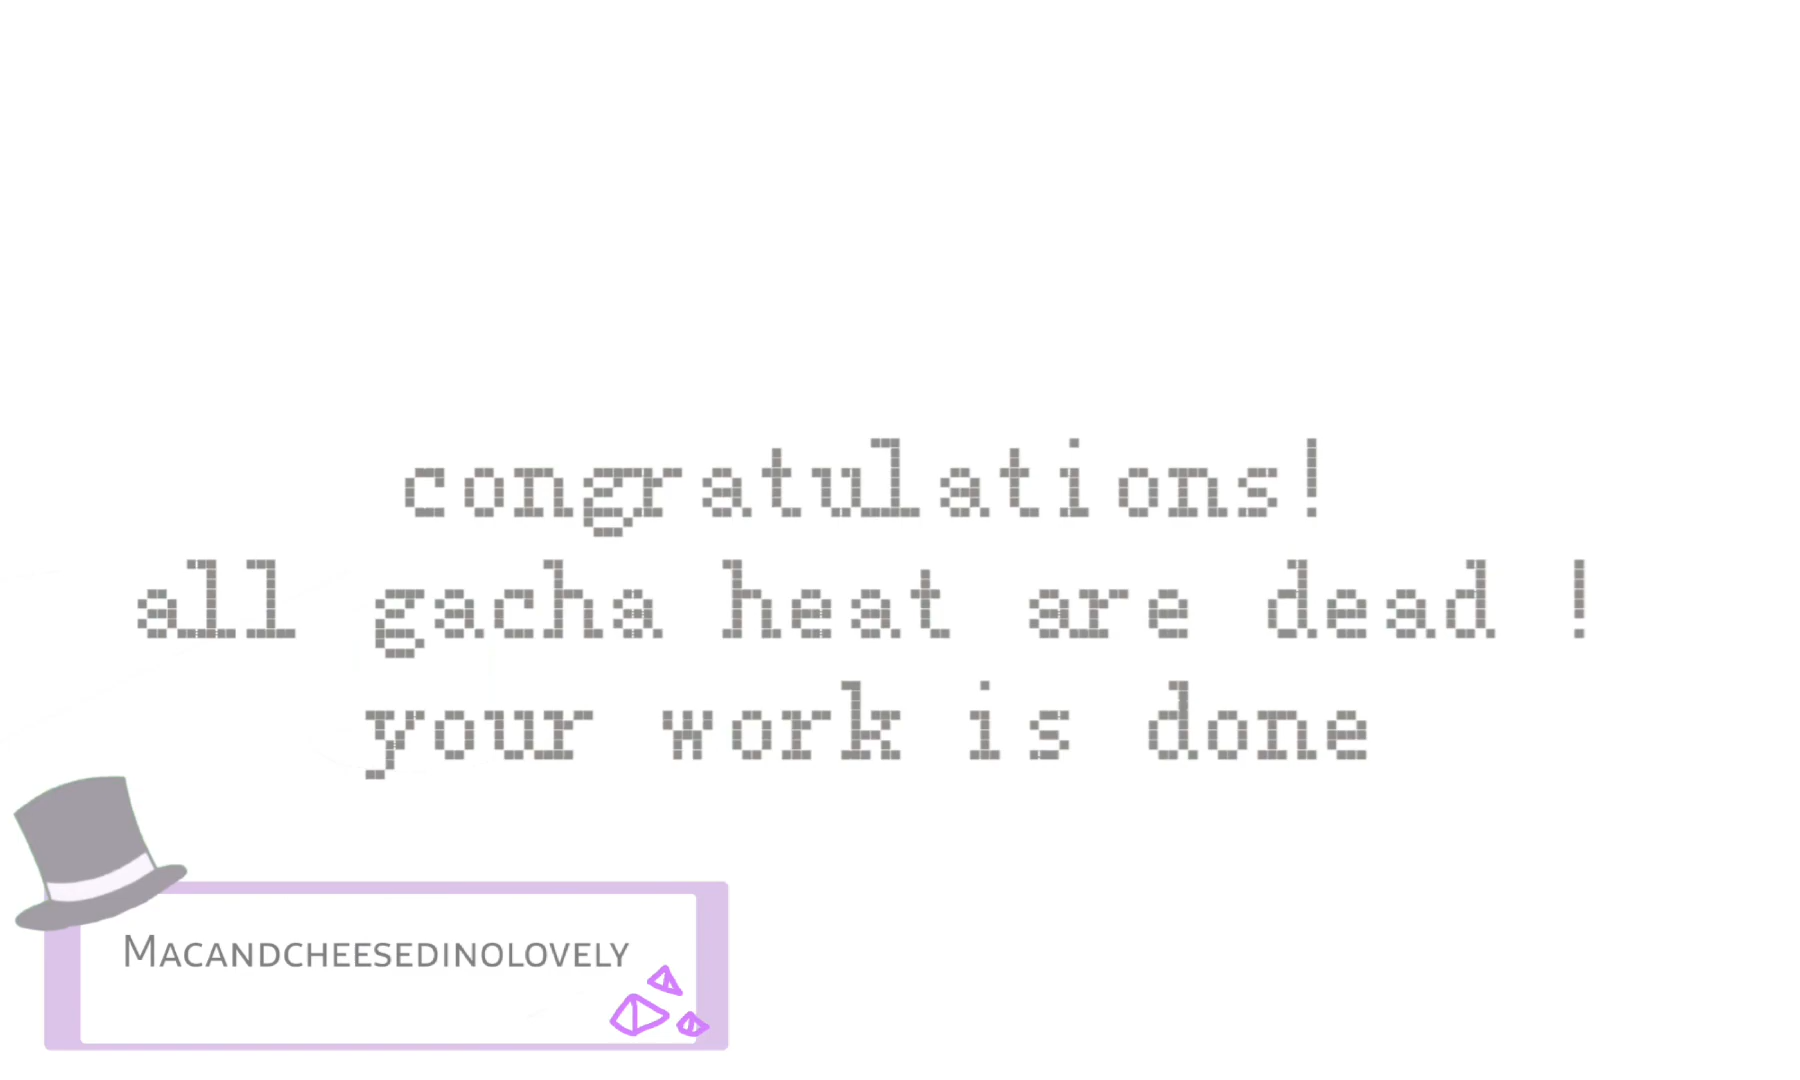 congratulations!
all gacha heat are dead !
your work is done
Macandcheesedinolovely